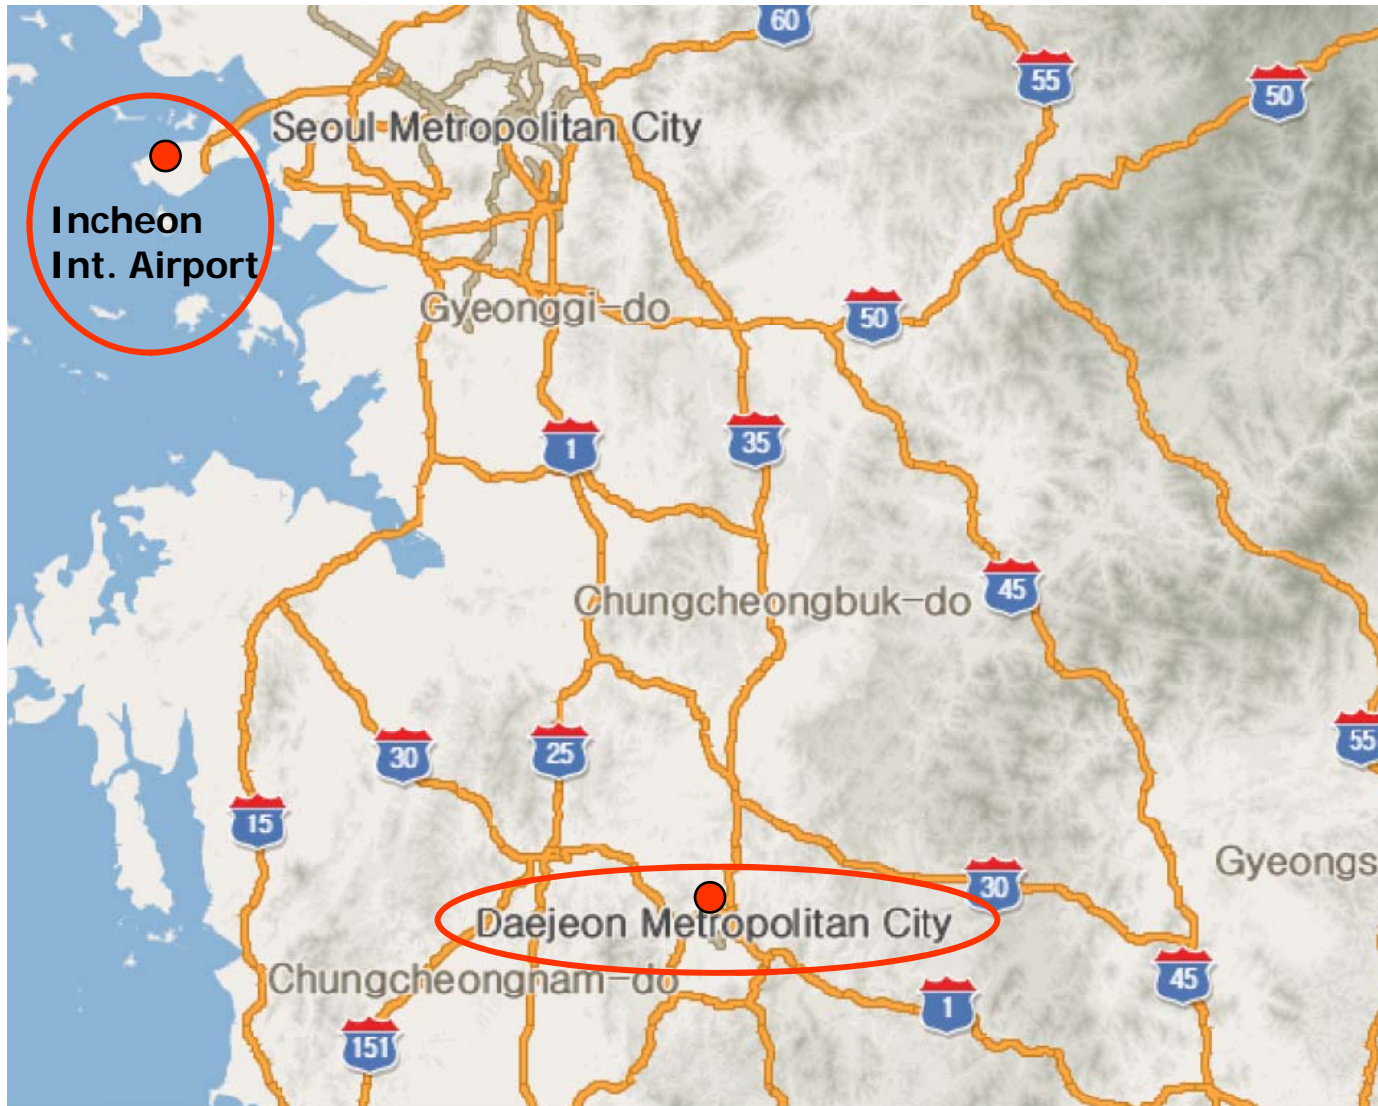 60
55
50
Seoul Metropolitan City
Incheon
Int. Airport
Gyeonggi-do
50
1
35
Chungcheongbuk-do
45
30
25
55
15
Gyeongs
30
Daejeon Metropolitan City
Chungcheongnam-do
45
1
151